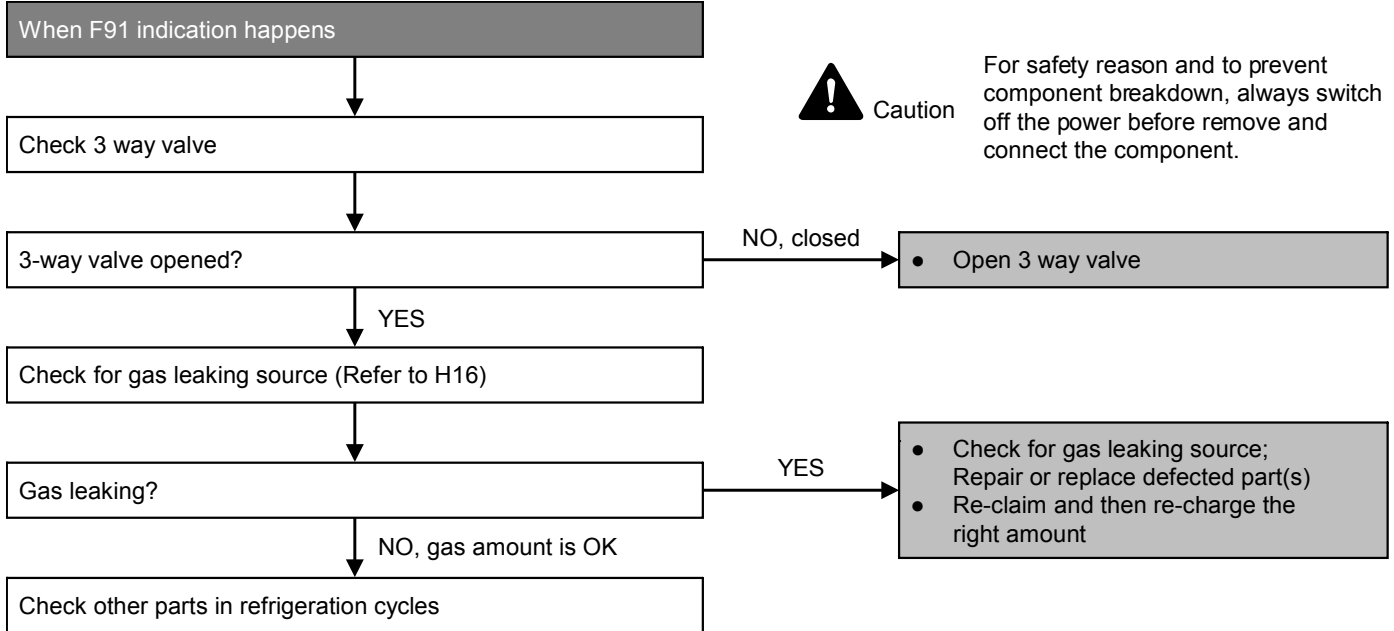 When F91 indication happens
Caution
For safety reason and to prevent
component breakdown, always switch
off the power before remove and
connect the component.
Check 3 way valve
3-way valve opened?
NO, closed
● Open 3 way valve
YES
Check for gas leaking source (Refer to H16)
Gas leaking?
YES
● Check for gas leaking source;
Repair or replace defected part(s)
● Re-claim and then re-charge the
right amount
NO, gas amount is OK
Check other parts in refrigeration cycles